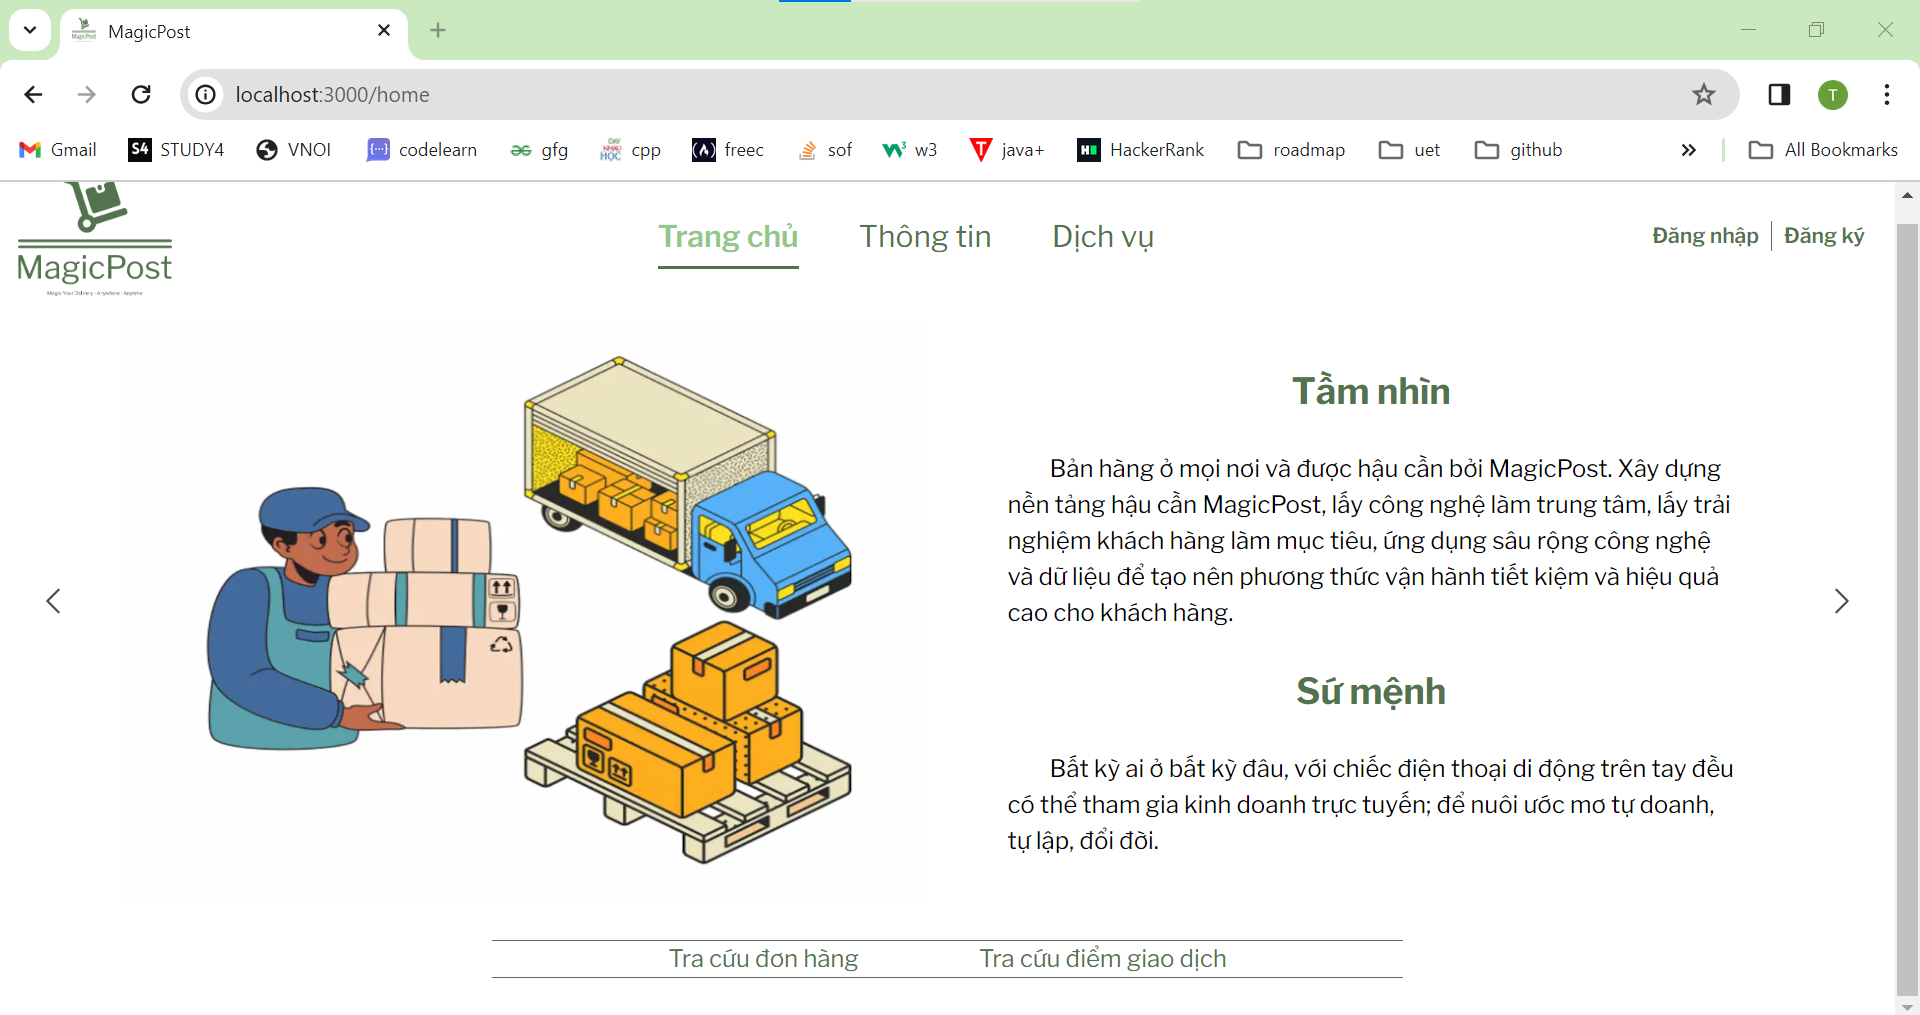 MagicPost
localhost:3000/home
Gmail
S4 STUDY4
VNOI
codelearn
gfg
cpp
freec
sof
w3
java+
HackerRank
roadmap
uet
github
All Bookmarks
MagicPost
Magic Your Delivery - Anywhere - Anytime
Trang chủ
Thông tin
Dịch vụ
Đăng nhập
Đăng ký
T
Tầm nhìn
Bản hàng ở mọi nơi và được hậu cần bởi MagicPost. Xây dựng
nền tảng hậu cần MagicPost, lấy công nghệ làm trung tâm, lấy trải
nghiệm khách hàng làm mục tiêu, ứng dụng sâu rộng công nghệ
và dữ liệu để tạo nên phương thức vận hành tiết kiệm và hiệu quả
cao cho khách hàng.
Sứ mệnh
Bất kỳ ai ở bất kỳ đâu, với chiếc điện thoại di động trên tay đều
có thể tham gia kinh doanh trực tuyến; để nuôi ước mơ tự doanh,
tự lập, đổi đời.
Tra cứu đơn hàng
Tra cứu điểm giao dịch